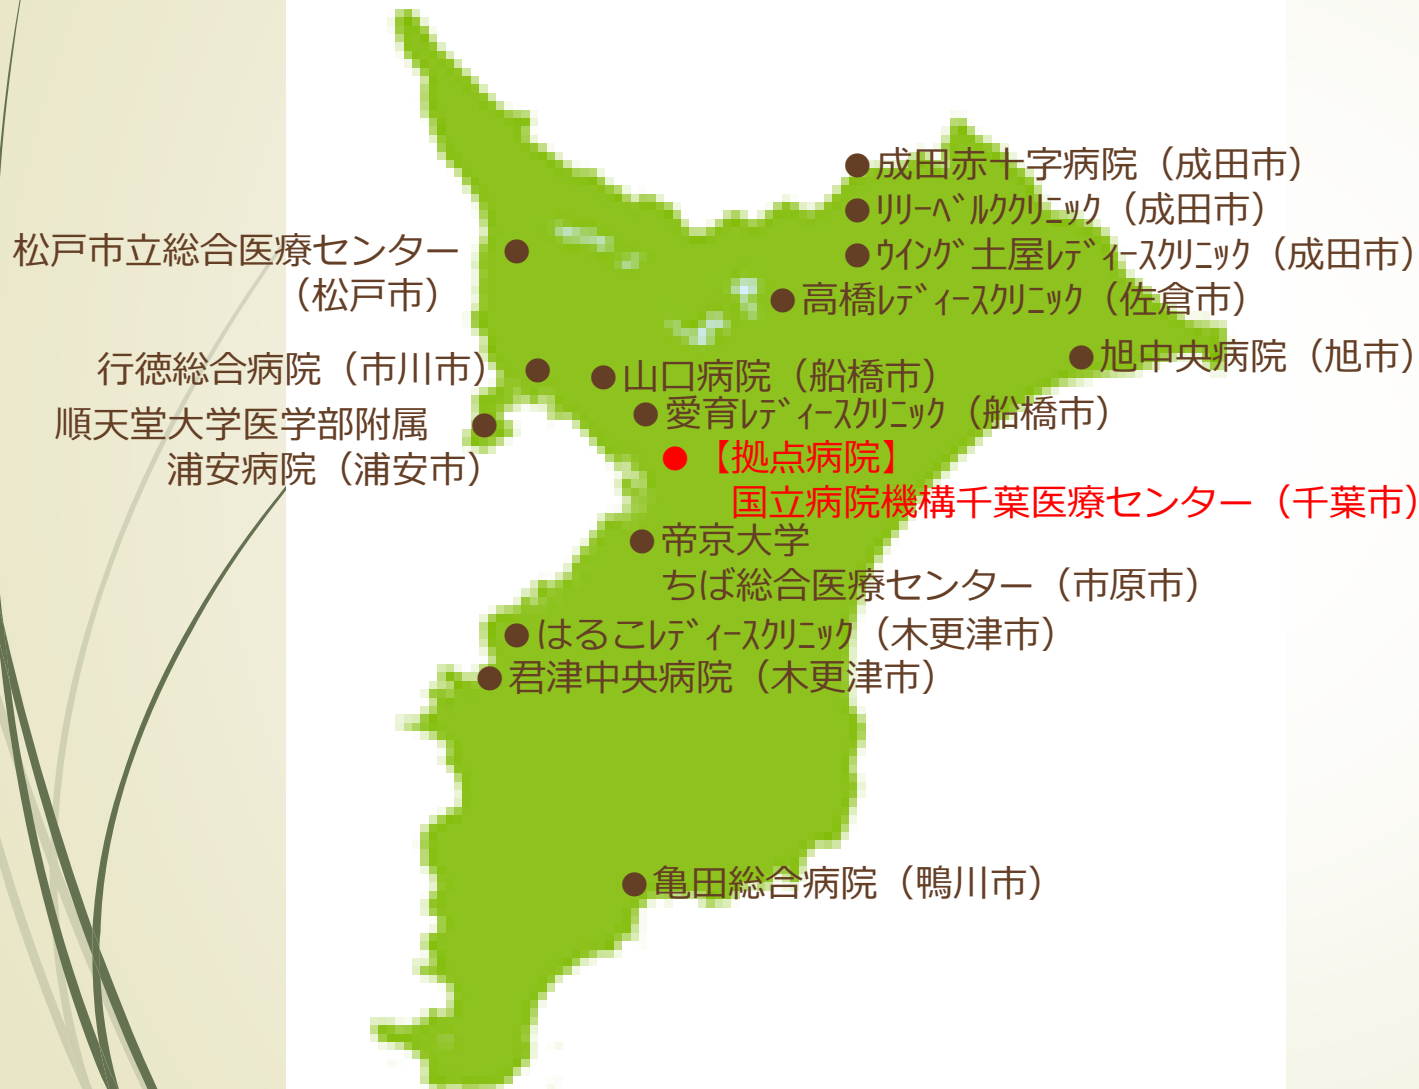 ●成田赤十字病院（成田市）
●ﾘﾘｰﾍﾞﾙｸｸﾘﾆｯｸ（成田市）
●ｳｲﾝｸﾞ土屋ﾚﾃﾞｨｰｽｸﾘﾆｯｸ（成田市）
松戸市立総合医療センター ●
（松戸市）
●高橋ﾚﾃﾞｨｰｽｸﾘﾆｯｸ（佐倉市）
●旭中央病院（旭市）
行徳総合病院（市川市） ●
●山口病院（船橋市）
●愛育ﾚﾃﾞｨｰｽｸﾘﾆｯｸ（船橋市）
順天堂大学医学部附属 ●
浦安病院（浦安市）
●【拠点病院】
国立病院機構千葉医療センター（千葉市）
●帝京大学
ちば総合医療センター（市原市）
●はるこﾚﾃﾞｨｰｽｸﾘﾆｯｸ（木更津市）
●君津中央病院（木更津市）
●亀田総合病院（鴨川市）